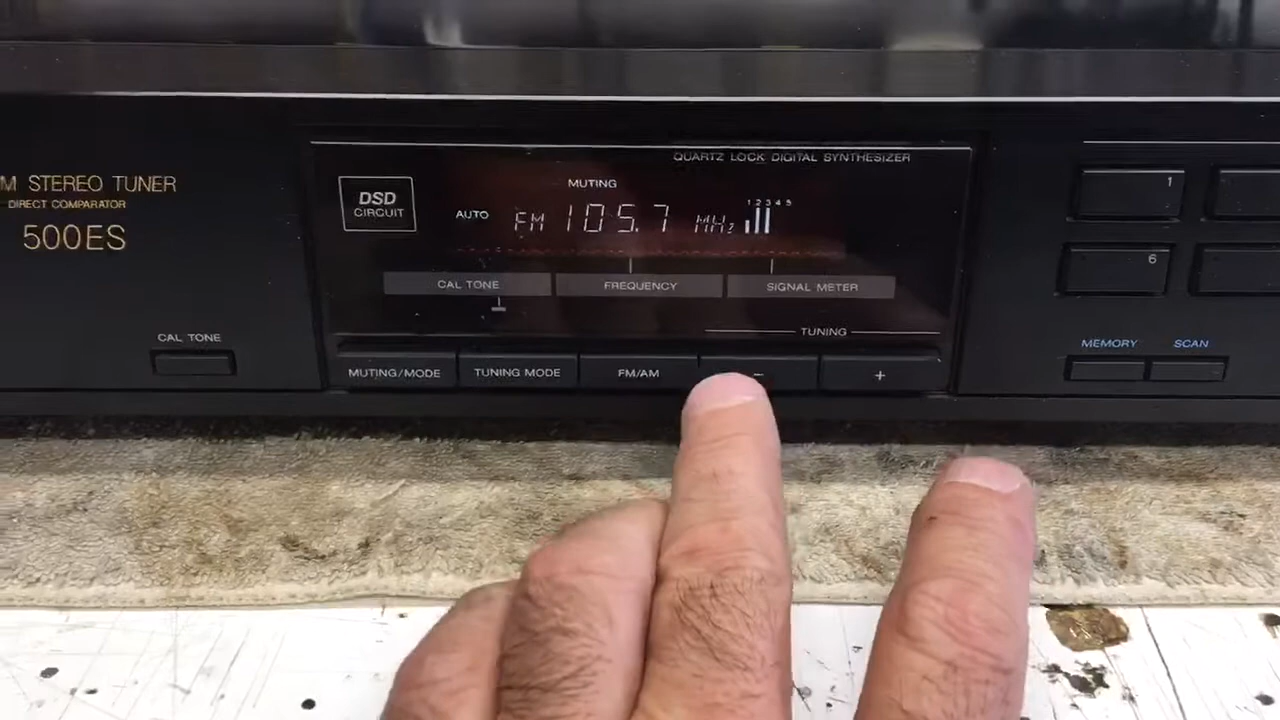 M STEREO TUNER
DIRECT COMPARATOR
500ES
CAL TONE
QUARTZ LOCK DIGITAL SYNTHESIZER
DSD
CIRCUIT
MUTING
AUTO FM 105.7 MHz
1 2 3 4 5
CAL TONE FREQUENCY SIGNAL METER
TUNING
MUTING/MODE TUNING MODE FM/AM - +
1
6
MEMORY SCAN